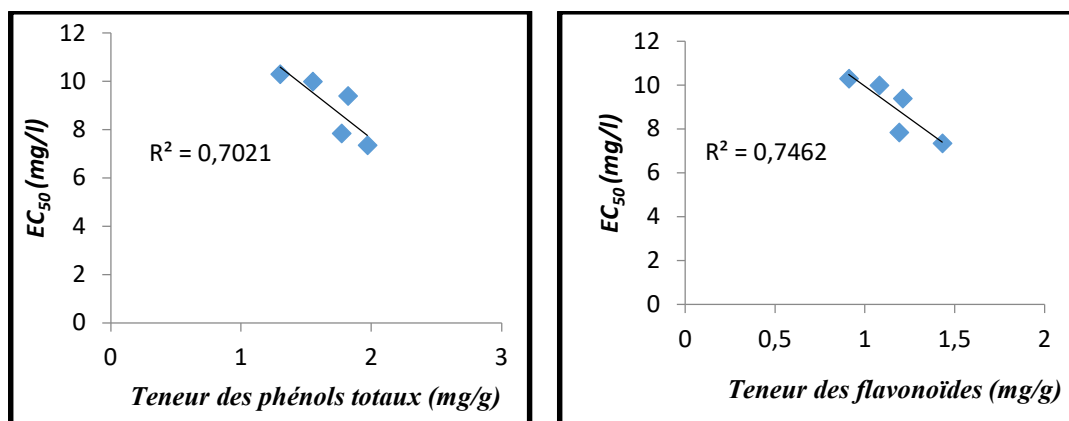 12
10
8
6
4
2
0
EC50 (mg/l)
R² = 0,7021
0 1 2 3
Teneur des phénols totaux (mg/g)
12
10
8
6
4
2
0
EC50 (mg/l)
R² = 0,7462
0 0,5 1 1,5 2
Teneur des flavonoïdes (mg/g)